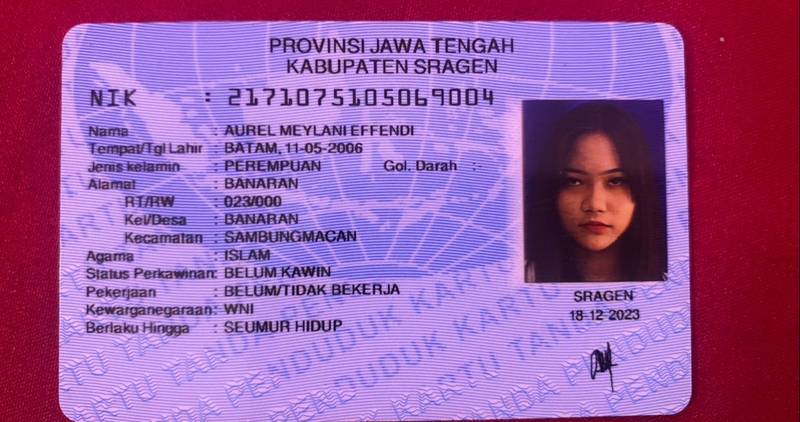 PROVINSI JAWA TENGAH
KABUPATEN SRAGEN
NIK : 2171075105069004
Nama : AUREL MEYLANI EFFENDI
Tempat/Tgl Lahir : BATAM, 11-05-2006
Jenis kelamin : PEREMPUAN Gol. Darah : -
Alamat : BANARAN
RT/RW : 023/000
Kel/Desa : BANARAN
Kecamatan : SAMBUNGMACAN
Agama : ISLAM
Status Perkawinan: BELUM KAWIN
Pekerjaan : BELUM/TIDAK BEKERJA
Kewarganegaraan: WNI
Berlaku Hingga : SEUMUR HIDUP
SRAGEN
18-12-2023
KARTU TANDA PENDUDUK KARTU TANDA PENDUDUK